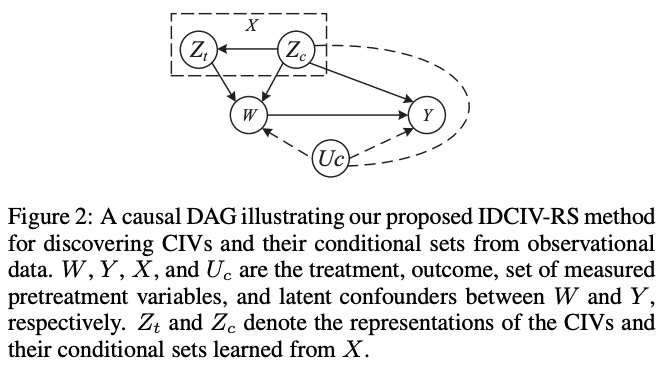 X
Zt Zc
W Y
Uc
Figure 2: A causal DAG illustrating our proposed IDCIV-RS method
for discovering CIVs and their conditional sets from observational
data. W, Y, X, and Uc are the treatment, outcome, set of measured
pretreatment variables, and latent confounders between W and Y,
respectively. Zt and Zc denote the representations of the CIVs and
their conditional sets learned from X.